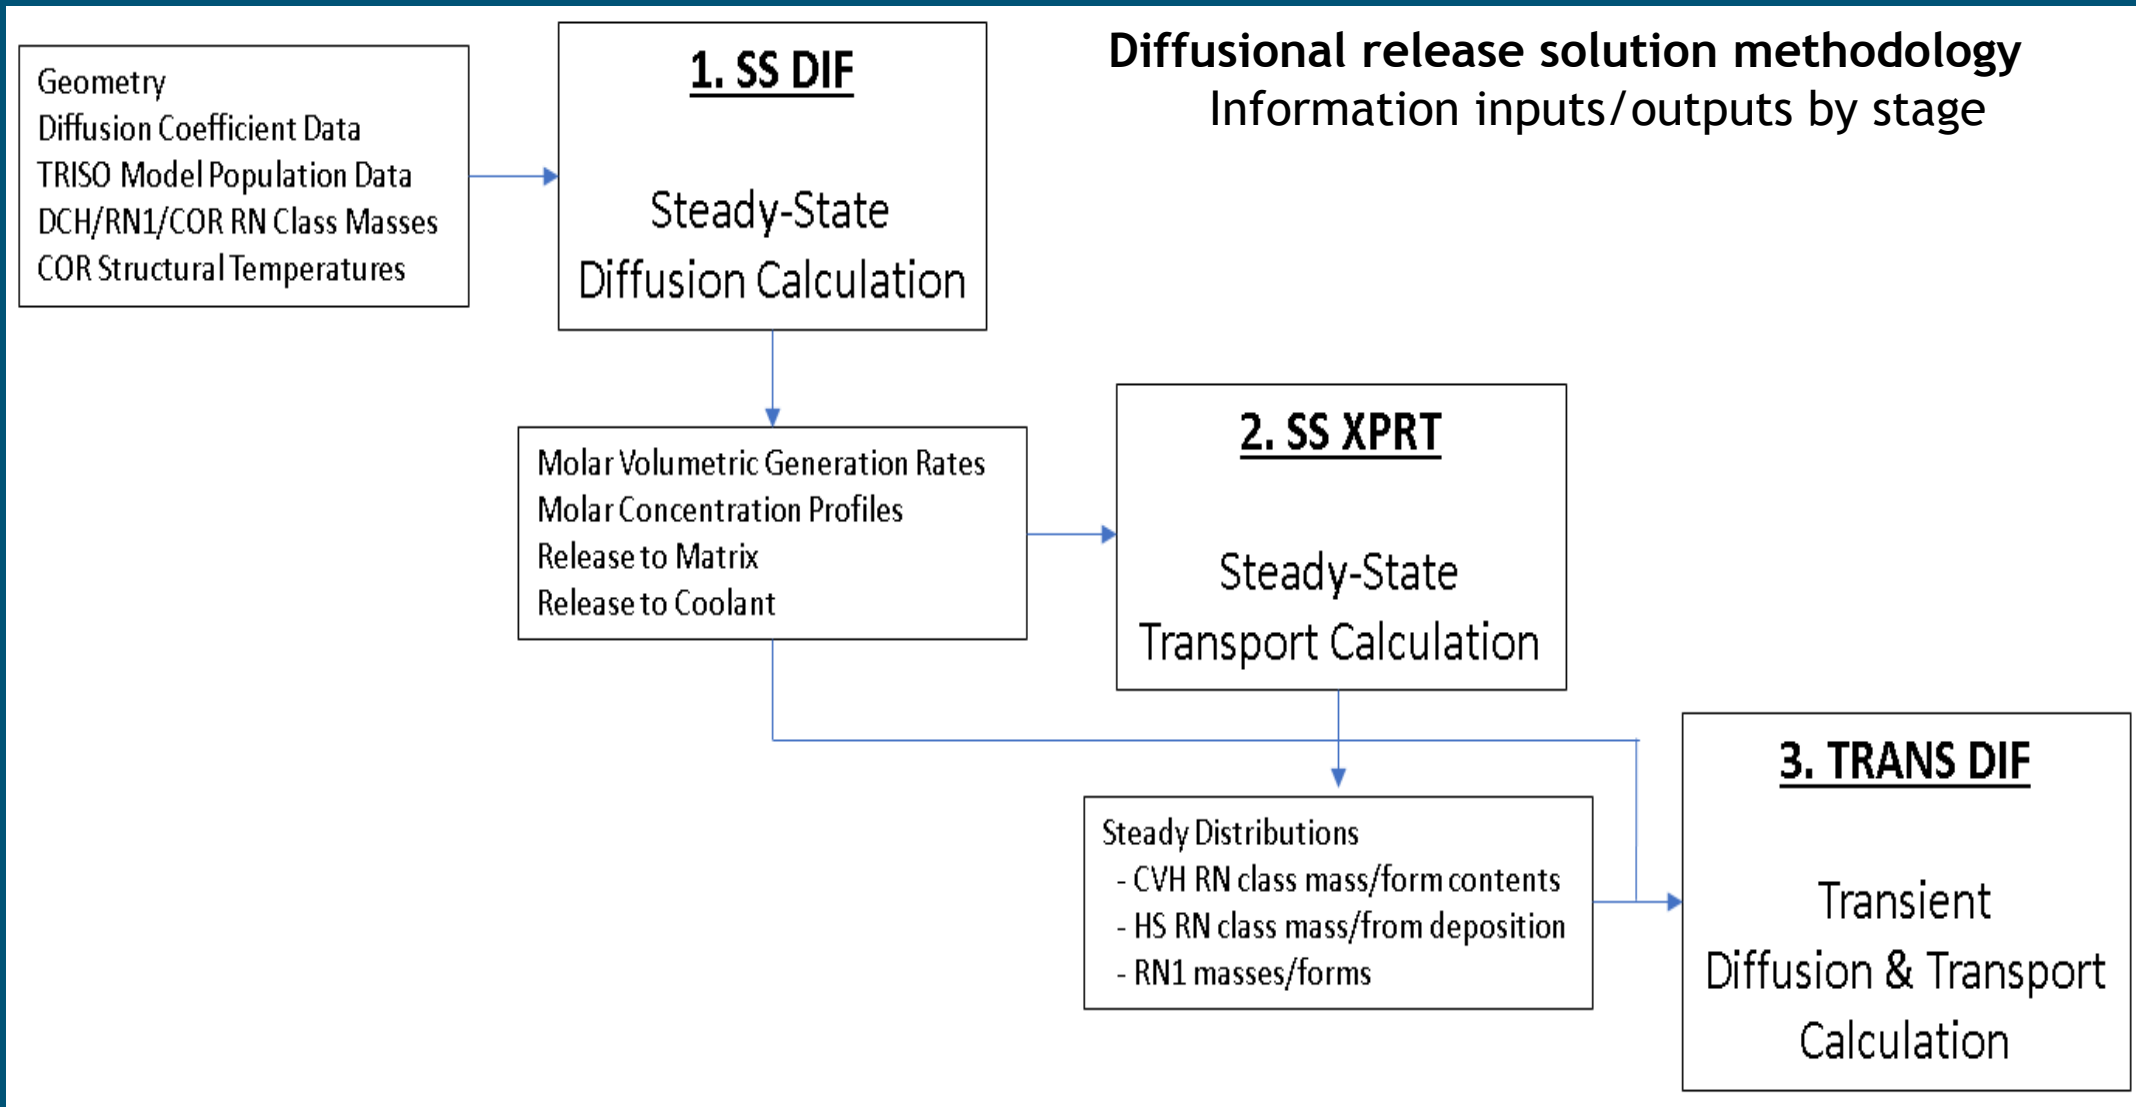 Diffusional release solution methodology
Information inputs/outputs by stage
Geometry
Diffusion Coefficient Data
TRISO Model Population Data
DCH/RN1/COR RN Class Masses
COR Structural Temperatures
1. SS DIF
Steady-State
Diffusion Calculation
Molar Volumetric Generation Rates
Molar Concentration Profiles
Release to Matrix
Release to Coolant
2. SS XPRT
Steady-State
Transport Calculation
Steady Distributions
- CVH RN class mass/form contents
- HS RN class mass/from deposition
- RN1 masses/forms
3. TRANS DIF
Transient
Diffusion & Transport
Calculation